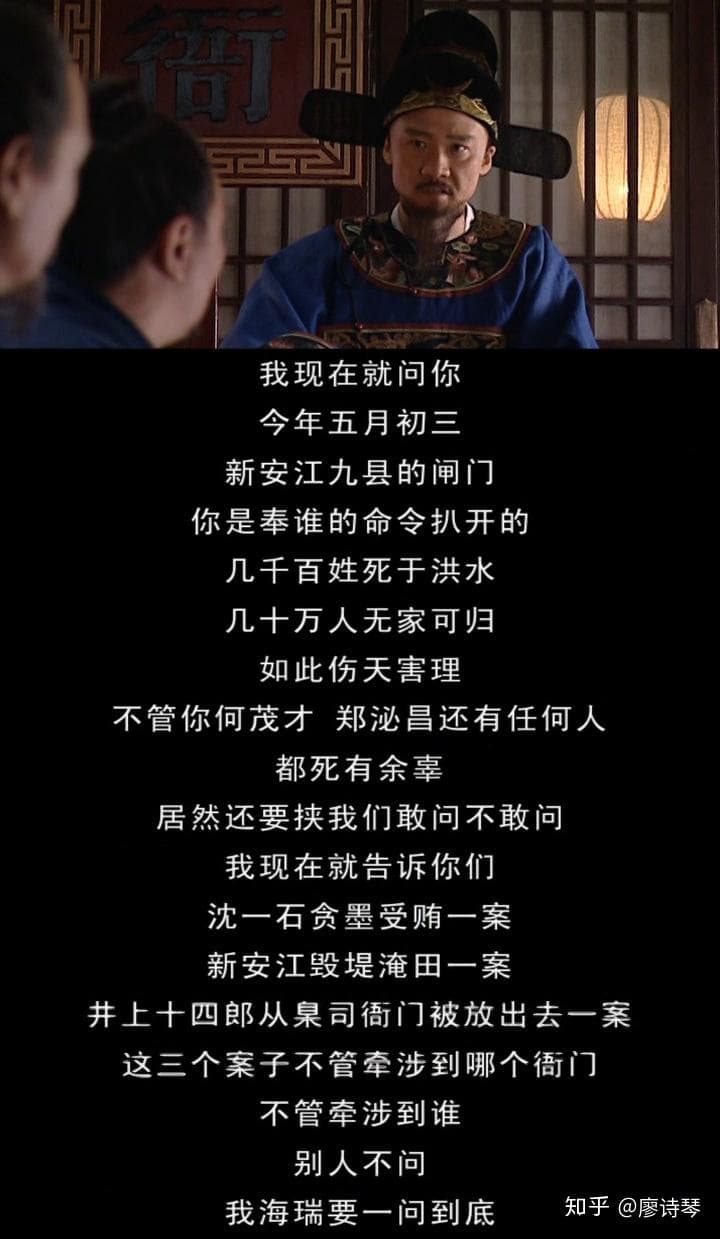 衙
我现在就问你
今年五月初三
新安江九县的闸门
你是奉谁的命令扒开的
几千百姓死于洪水
几十万人无家可归
如此伤天害理
不管你何茂才 郑泌昌还有任何人
都死有余辜
居然还要挟我们敢问不敢问
我现在就告诉你们
沈一石贪墨受贿一案
新安江毁堤淹田一案
井上十四郎从臬司衙门被放出去一案
这三个案子不管牵涉到哪个衙门
不管牵涉到谁
别人不问
我海瑞要一问到底
知乎 @廖诗琴